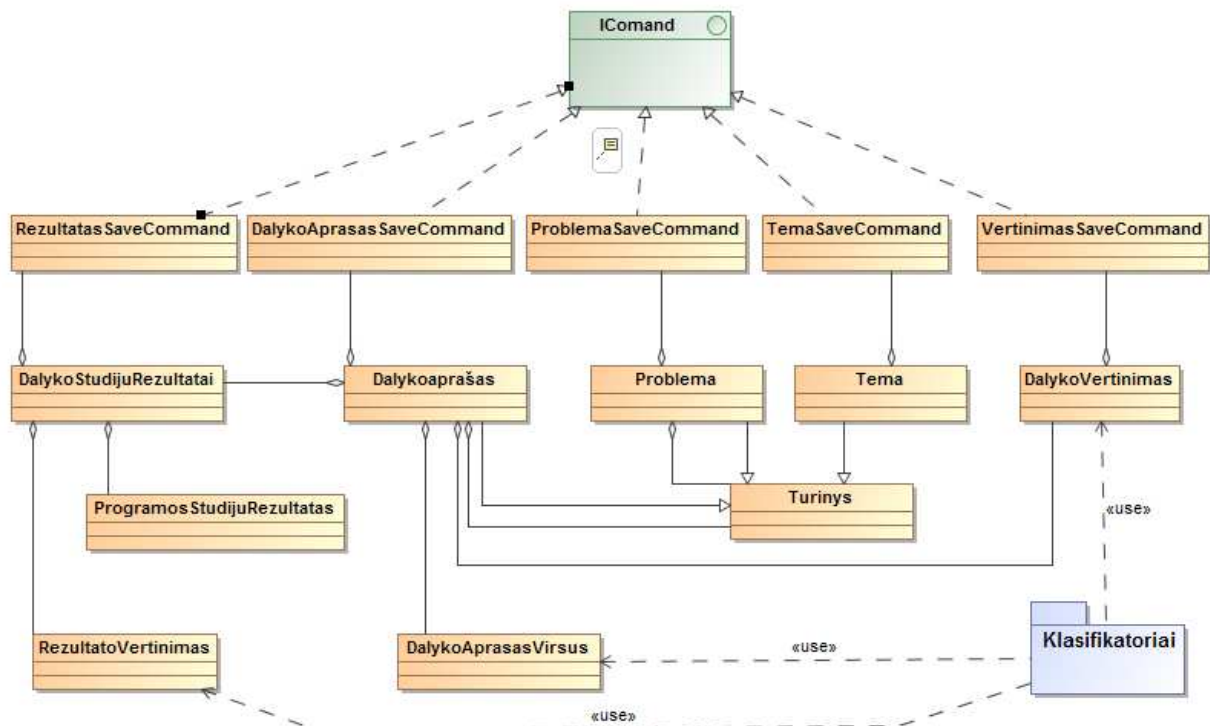 IComand
RezultatasSaveCommand
DalykoAprasasSaveCommand
ProblemaSaveCommand
TemaSaveCommand
VertinimasSaveCommand
DalykoStudijuRezultatai
Dalykoaprašas
Problema
Tema
DalykoVertinimas
ProgramosStudijuRezultatas
Turinys
«use»
RezultatoVertinimas
DalykoAprasasVirsus
«use»
Klasifikatoriai
«use»